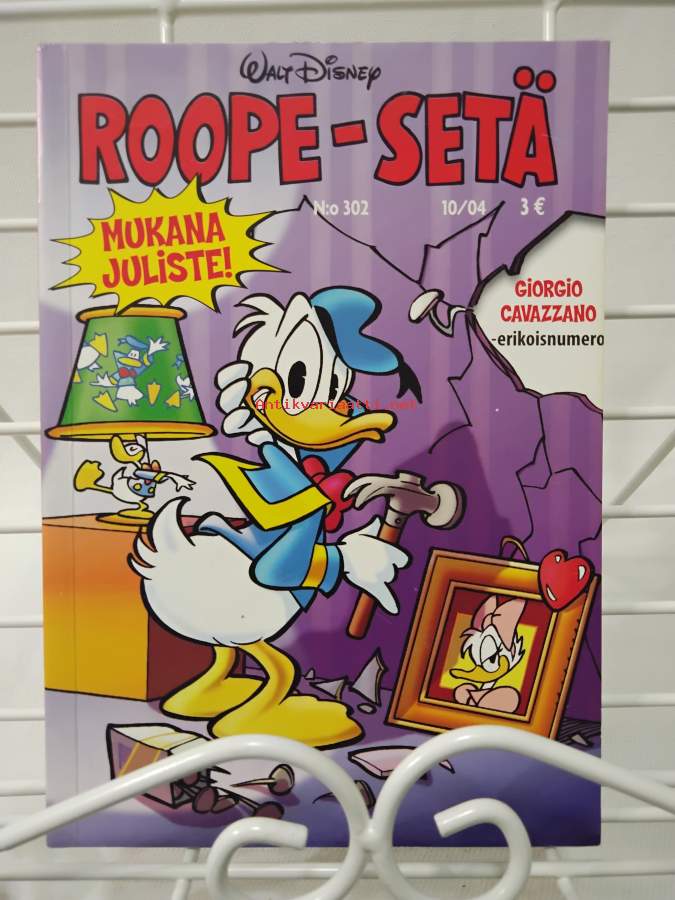 WALT DISNEY
ROOPE-SETÄ
N:o 302 10/04 3 €
MUKANA
JULISTE!
GIORGIO
CAVAZZANO
-erikoisnumero
Antikvariaatti.net